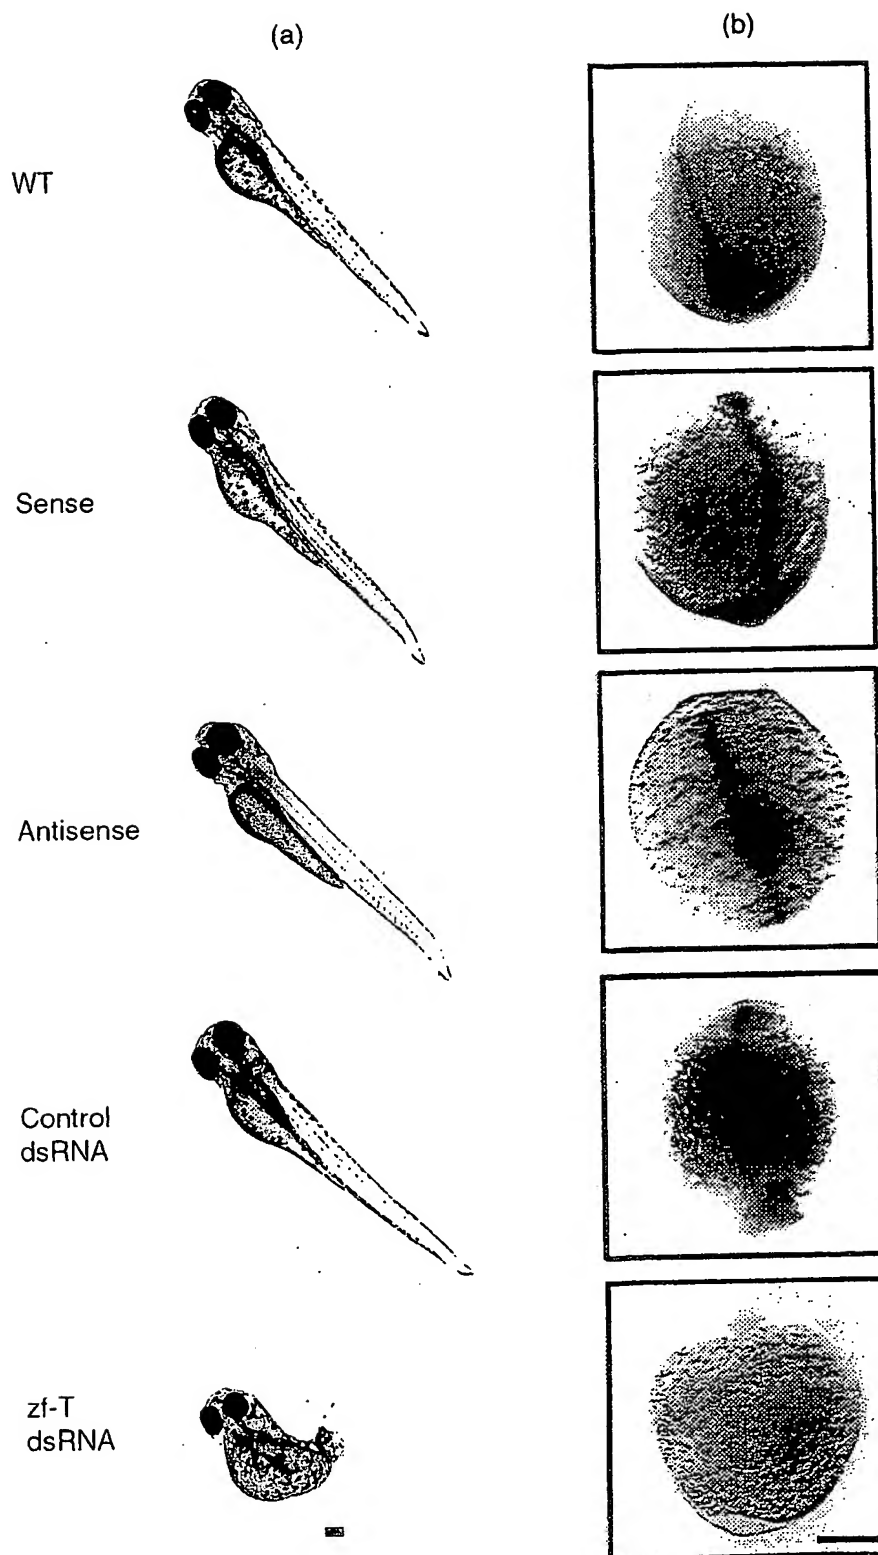 (a)
(b)
WT
Sense
Antisense
Control
dsRNA
zf-T
dsRNA